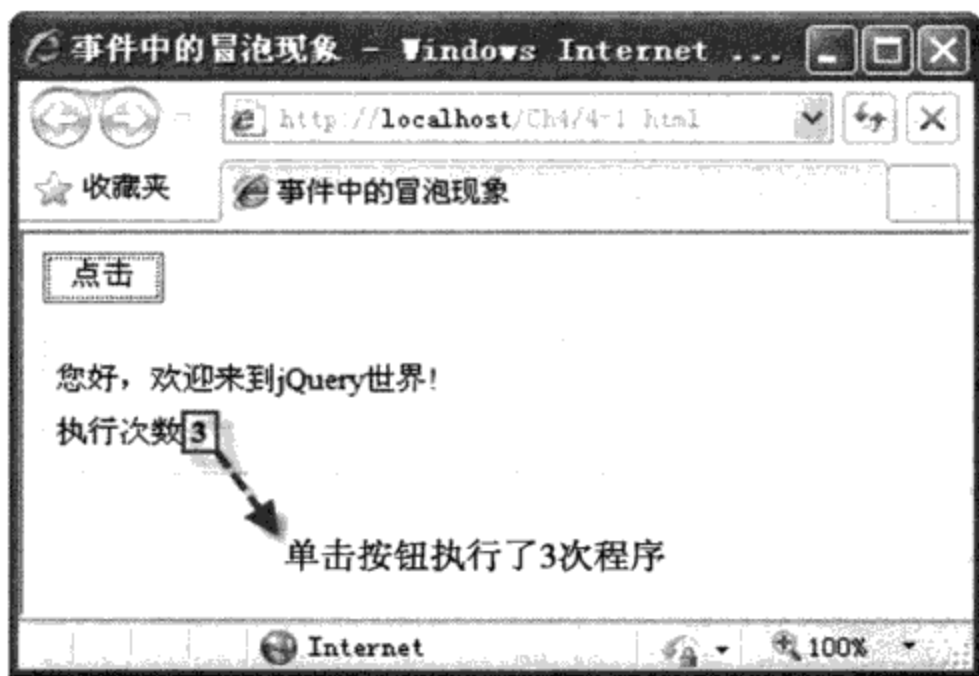 事件中的冒泡现象 - Windows Internet ...
http://localhost/Ch4/4-1.html
收藏夹
事件中的冒泡现象
点击
您好，欢迎来到jQuery世界!
执行次数3
单击按钮执行了3次程序
Internet
100%